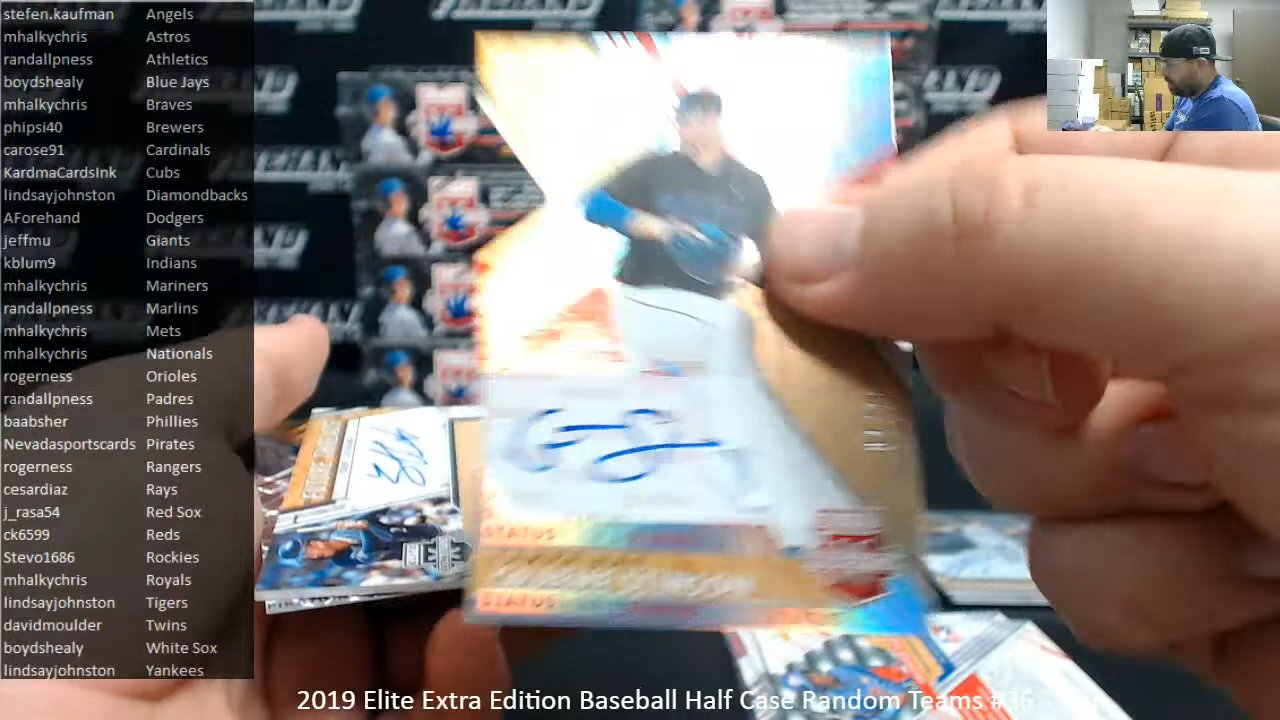 stefen.kaufman Angels
mhalkychris Astros
randallpness Athletics
boydshealy Blue Jays
mhalkychris Braves
phipsi40 Brewers
carose91 Cardinals
KardmaCardsInk Cubs
lindsayjohnston Diamondbacks
AForehand Dodgers
jeffmu Giants
kblum9 Indians
mhalkychris Mariners
randallpness Marlins
mhalkychris Mets
mhalkychris Nationals
rogerness Orioles
randallpness Padres
baabsher Phillies
Nevadasportscards Pirates
rogerness Rangers
cesardiaz Rays
j_rasa54 Red Sox
ck6599 Reds
Stevo1686 Rockies
mhalkychris Royals
lindsayjohnston Tigers
davidmoulder Twins
boydshealy White Sox
lindsayjohnston Yankees
STATUS
STATUS
2019 Elite Extra Edition Baseball Half Case Random Teams #36